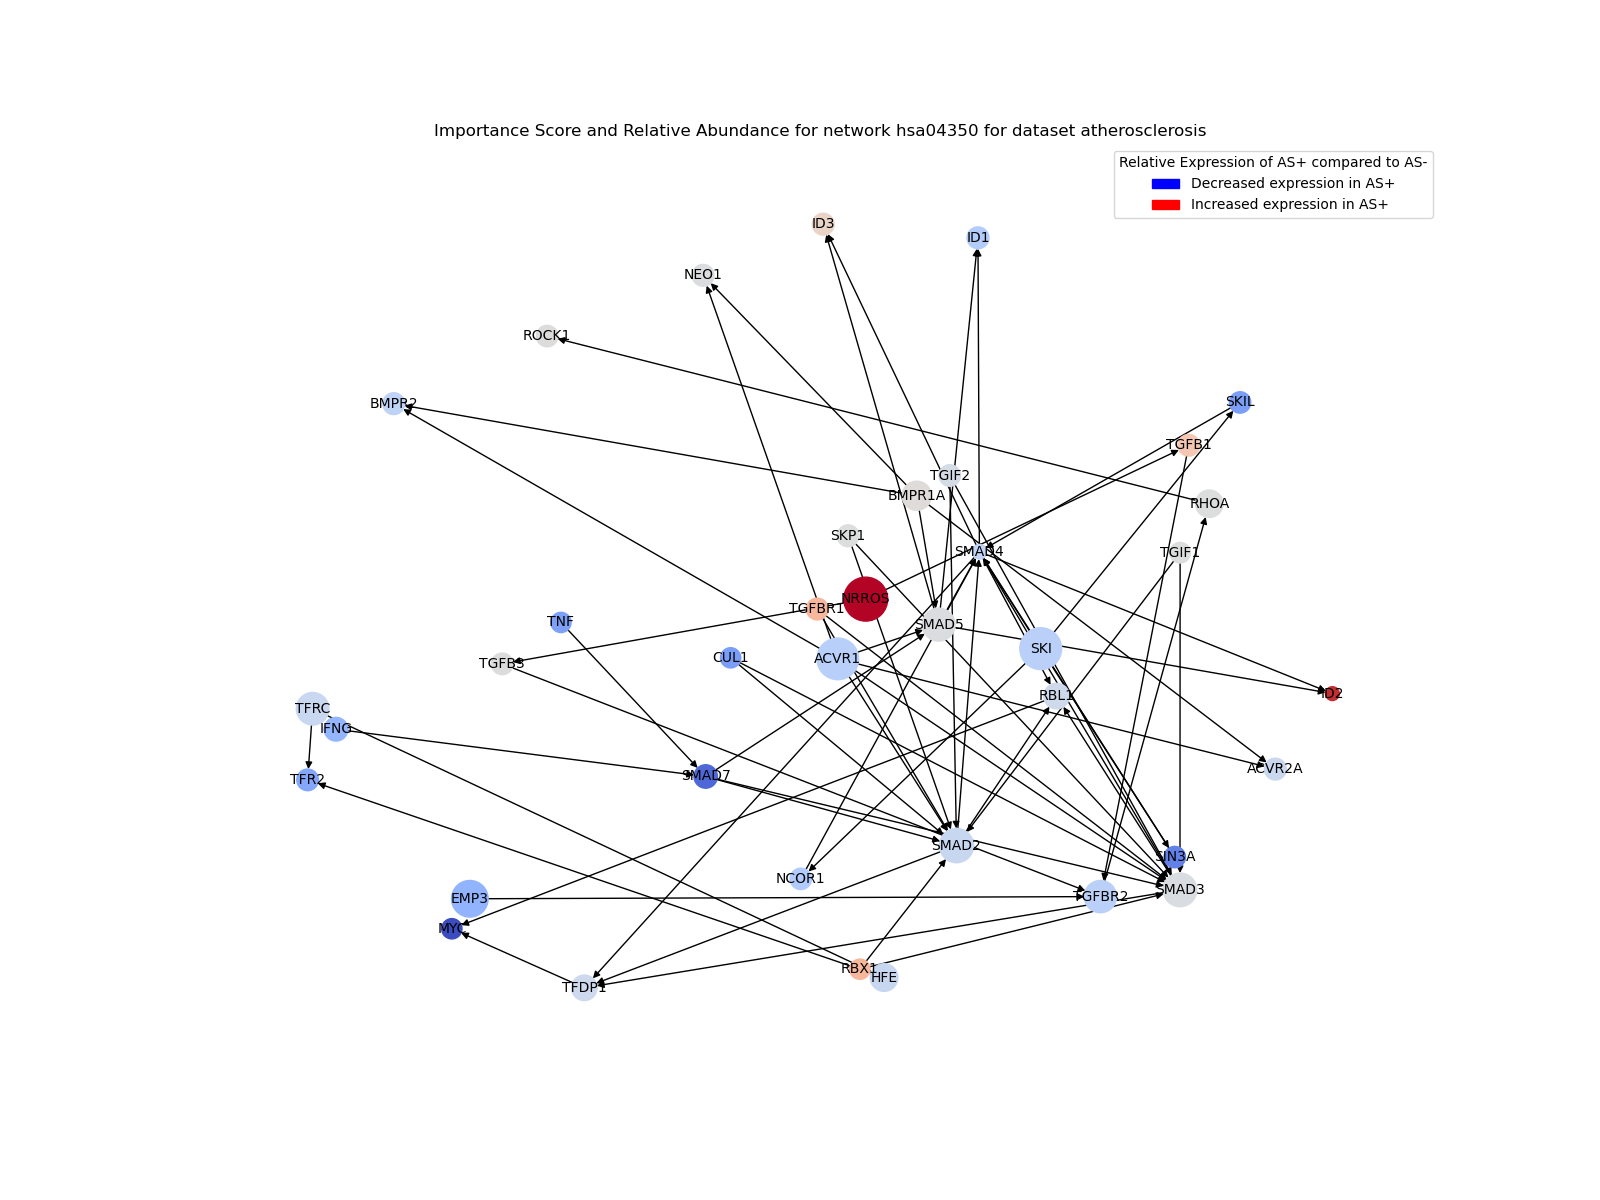 Importance Score and Relative Abundance for network hsa04350 for dataset atherosclerosis
Relative Expression of AS+ compared to AS-
Decreased expression in AS+
Increased expression in AS+
ID3
ID1
NEO1
ROCK1
BMPR2
SKIL
TGFB1
TGIF2
BMPR1A
RHOA
SKP1
SMAD4
TGIF1
NRROS
TGFBR1
TNF
SMAD5
SKI
CUL1
ACVR1
TGFB3
RBL1
ID2
TFRC
IFNG
ACVR2A
TFR2
SMAD7
SMAD2
SIN3A
NCOR1
SMAD3
EMP3
TGFBR2
MYC
RBX1
HFE
TFDP1